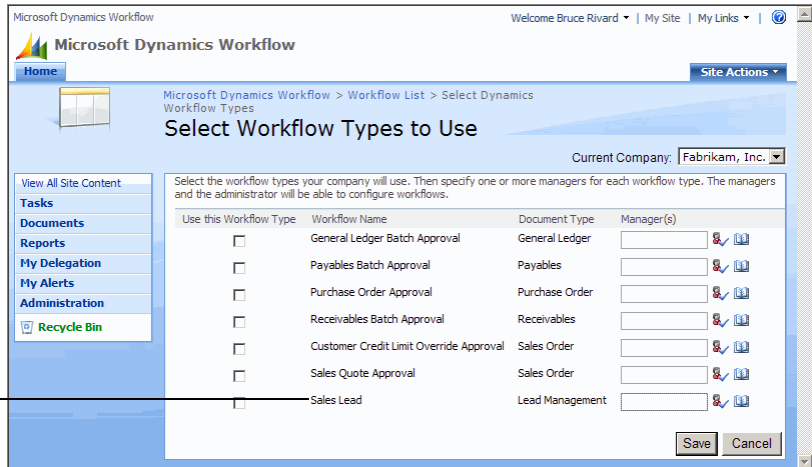 Microsoft Dynamics Workflow
Welcome Bruce Rivard | My Site | My Links |
Microsoft Dynamics Workflow
Home
Site Actions
Microsoft Dynamics Workflow > Workflow List > Select Dynamics
Workflow Types
Select Workflow Types to Use
Current Company: Fabrikam, Inc.
View All Site Content
Tasks
Documents
Reports
My Delegation
My Alerts
Administration
Recycle Bin
Select the workflow types your company will use. Then specify one or more managers for each workflow type. The managers
and the administrator will be able to configure workflows.
Use this Workflow Type Workflow Name Document Type Manager(s)
General Ledger Batch Approval General Ledger
Payables Batch Approval Payables
Purchase Order Approval Purchase Order
Receivables Batch Approval Receivables
Customer Credit Limit Override Approval Sales Order
Sales Quote Approval Sales Order
Sales Lead Lead Management
Save Cancel